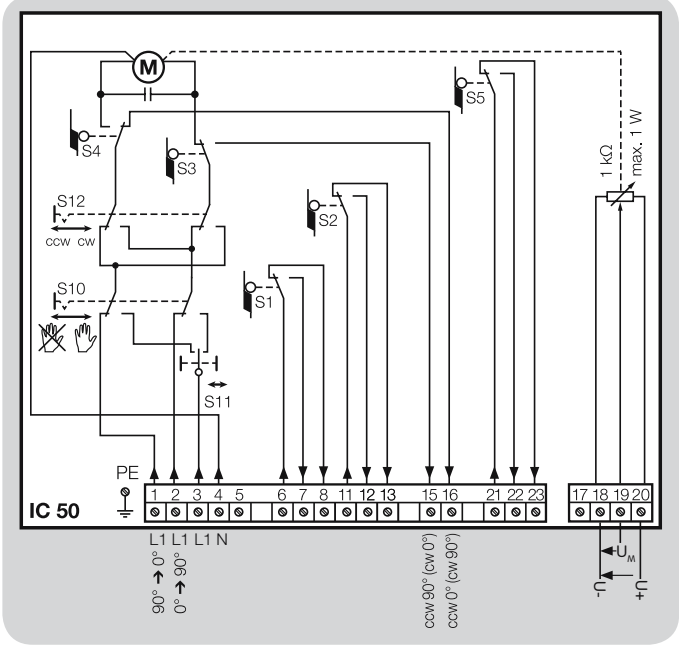 M
S5
S4
S3
1 kΩ
max. 1 W
S12
S2
ccw cw
S10
S1
S11
PE
IC 50
1 2 3 4 5 6 7 8 11 12 13 15 16 21 22 23 17 18 19 20
L1 L1 L1 N
90° ➔ 0°
0° ➔ 90°
ccw 90° (cw 0°)
ccw 0° (cw 90°)
UM
U-
U+